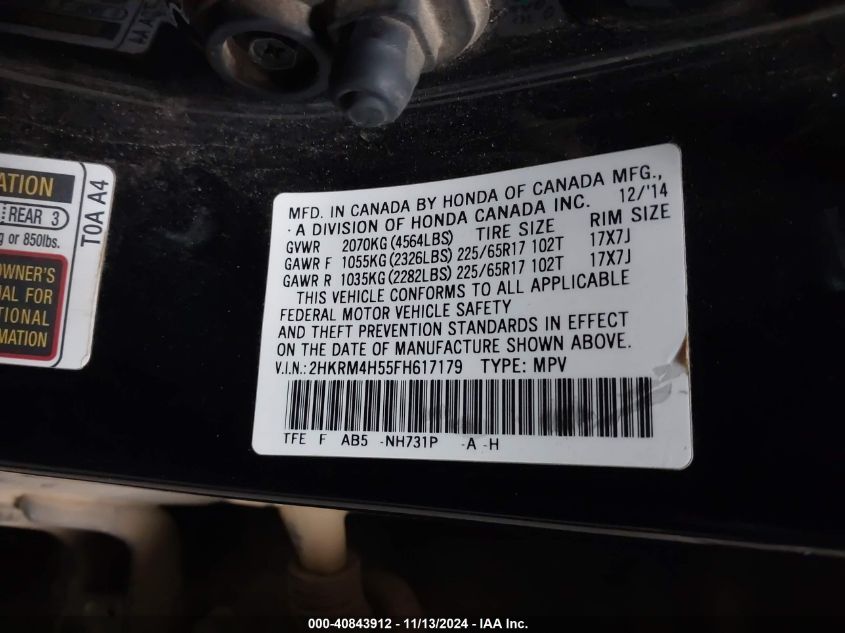 ATION
REAR 3
g or 850lbs.
OWNER'S
AL FOR
TIONAL
MATION
T0A A4
MFD. IN CANADA BY HONDA OF CANADA MFG.,
·A DIVISION OF HONDA CANADA INC. 12/'14
GVWR 2070KG (4564LBS) TIRE SIZE RIM SIZE
GAWR F 1055KG (2326LBS) 225/65R17 102T 17X7J
GAWR R 1035KG (2282LBS) 225/65R17 102T 17X7J
THIS VEHICLE CONFORMS TO ALL APPLICABLE
FEDERAL MOTOR VEHICLE SAFETY
AND THEFT PREVENTION STANDARDS IN EFFECT
ON THE DATE OF MANUFACTURE SHOWN ABOVE.
V.I.N.: 2HKRM4H55FH617179 TYPE: MPV
TFE F AB5 -NH731P -A -H
000-40843912 - 11/13/2024 - IAA Inc.